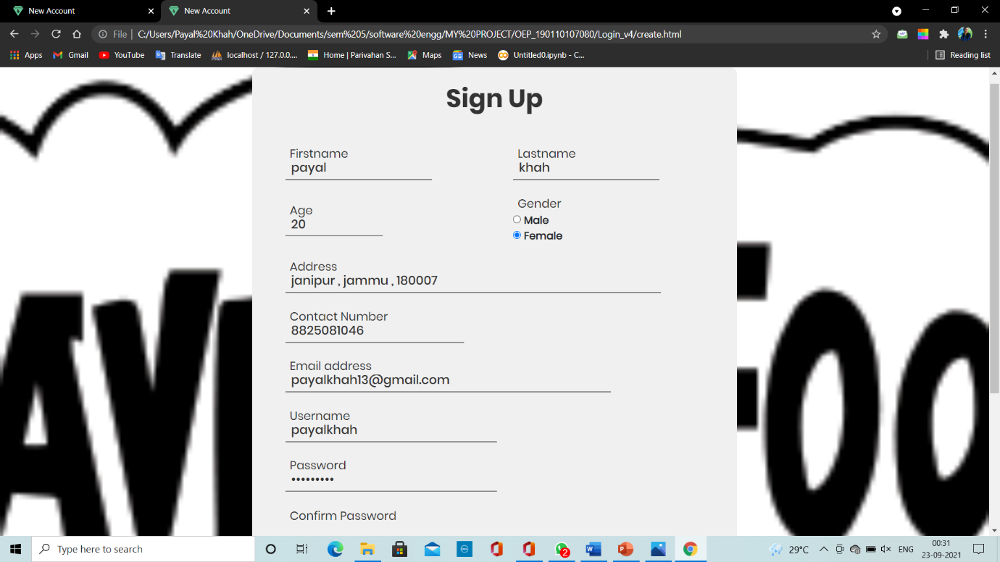 New Account
New Account
File | C:/Users/Payal%20Khah/OneDrive/Documents/sem%205/software%20engg/MY%20PROJECT/OEP_190110107080/Login_v4/create.html
Apps Gmail YouTube Translate localhost / 127.0.0.... Home | Parivahan S... Maps News Untitled0.ipynb - C... Reading list
Sign Up
Firstname Lastname
payal khah
Gender
Age
Male
20
Female
Address
janipur , jammu , 180007
Contact Number
8825081046
Email address
payalkhah13@gmail.com
Username
payalkhah
Password
•••••••••
Confirm Password
Type here to search
2
29°C ENG
00:31
23-09-2021